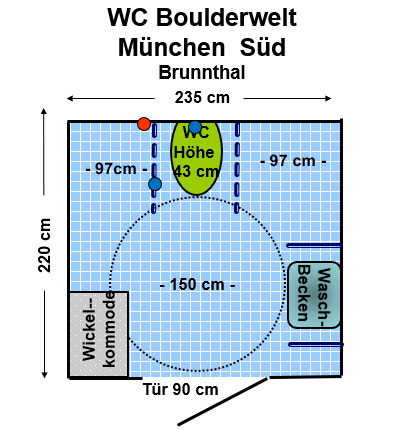 WC Boulderwelt
München Süd
Brunnthal
235 cm
WC
Höhe
43 cm
- 97cm -
- 97 cm -
220 cm
- 150 cm -
Wasch-
Becken
Wickel--
kommode
Tür 90 cm